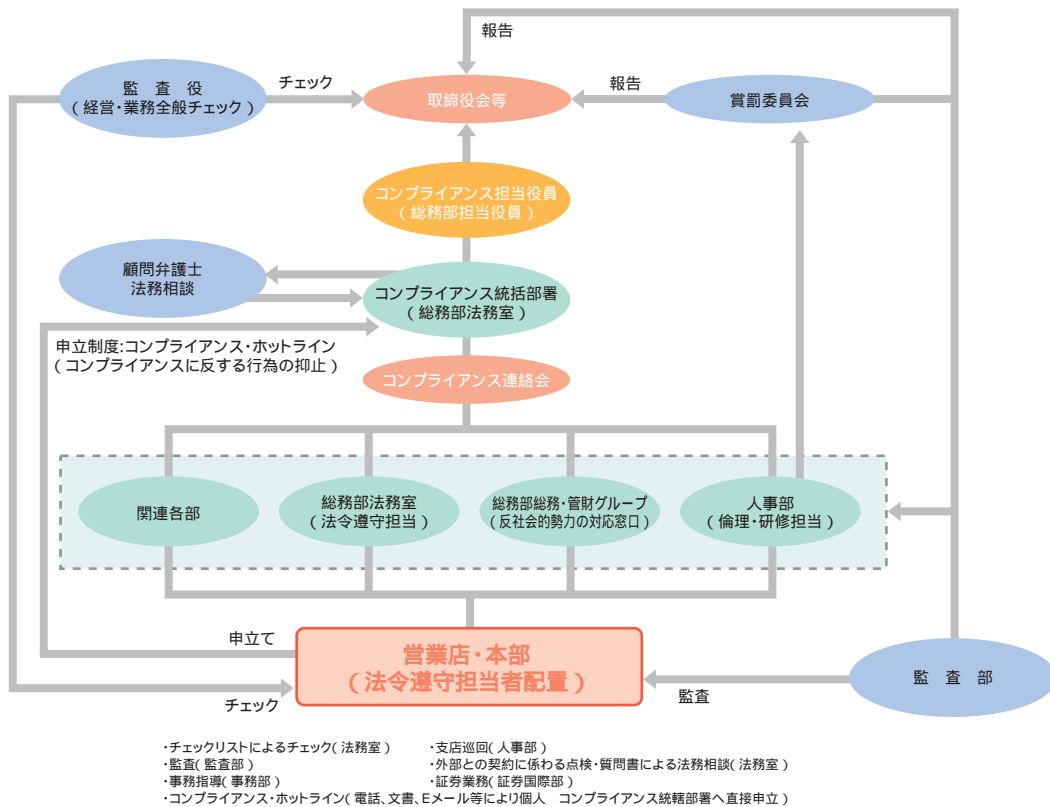 報告
監 査 役
（経営・業務全般チェック）
チェック
取締役会等
報告
賞罰委員会
コンプライアンス担当役員
（総務部担当役員）
顧問弁護士
法務相談
コンプライアンス統括部署
（総務部法務室）
申立制度:コンプライアンス・ホットライン
（コンプライアンスに反する行為の抑止）
コンプライアンス連絡会
関連各部
総務部法務室
（法令遵守担当）
総務部総務・管財グループ
（反社会的勢力の対応窓口）
人事部
（倫理・研修担当）
申立て
営業店・本部
（法令遵守担当者配置）
チェック
監査
監 査 部
・チェックリストによるチェック（法務室） ・支店巡回（人事部）
・監査（監査部） ・外部との契約に係わる点検・質問書による法務相談（法務室）
・事務指導（事務部） ・証券業務（証券国際部）
・コンプライアンス・ホットライン（電話、文書、Eメール等により個人 コンプライアンス統轄部署へ直接申立）